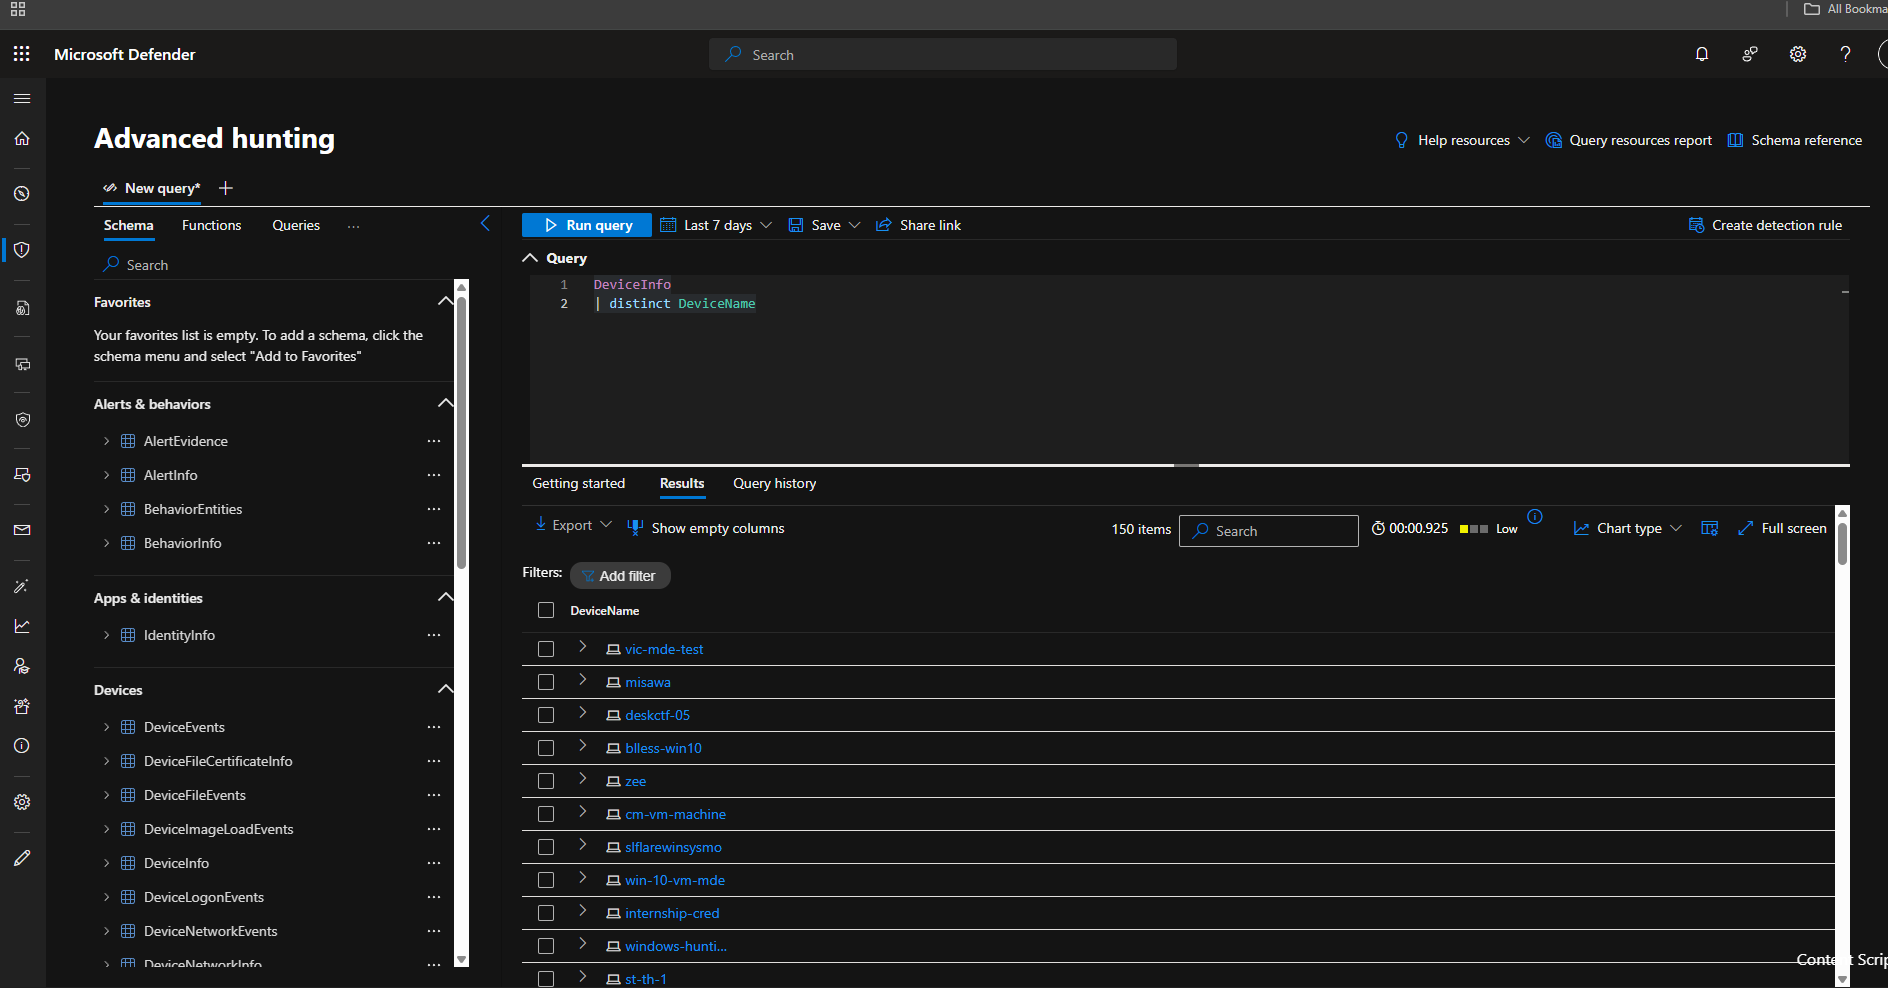 All Bookma
Microsoft Defender
Search
Advanced hunting
Help resources
Query resources report
Schema reference
New query*
Schema
Functions
Queries
Run query
Last 7 days
Save
Share link
Create detection rule
Search
Query
Favorites
Your favorites list is empty. To add a schema, click the
schema menu and select "Add to Favorites"
Alerts & behaviors
AlertEvidence
AlertInfo
BehaviorEntities
BehaviorInfo
Apps & identities
IdentityInfo
Devices
DeviceEvents
DeviceFileCertificateInfo
DeviceFileEvents
DeviceImageLoadEvents
DeviceInfo
DeviceLogonEvents
DeviceNetworkEvents
DeviceNetworkInfo
1 DeviceInfo
2 | distinct DeviceName
Getting started
Results
Query history
Export
Show empty columns
150 items
Search
00:00.925
Low
Chart type
Full screen
Filters:
Add filter
DeviceName
vic-mde-test
misawa
deskctf-05
blless-win10
zee
cm-vm-machine
slflarewinsysmo
win-10-vm-mde
internship-cred
windows-hunti...
st-th-1